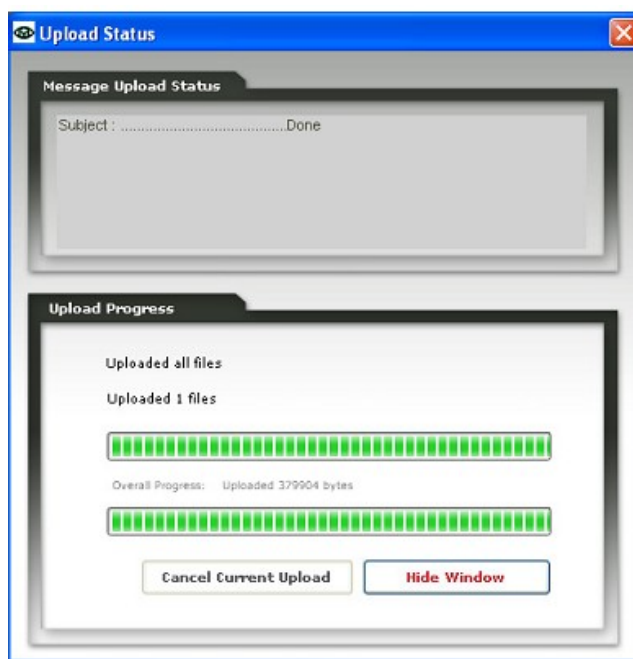 Upload Status
Message Upload Status
Subject : ..............................................Done
Upload Progress
Uploaded all files
Uploaded 1 files
Overall Progress: Uploaded 379904 bytes
Cancel Current Upload Hide Window